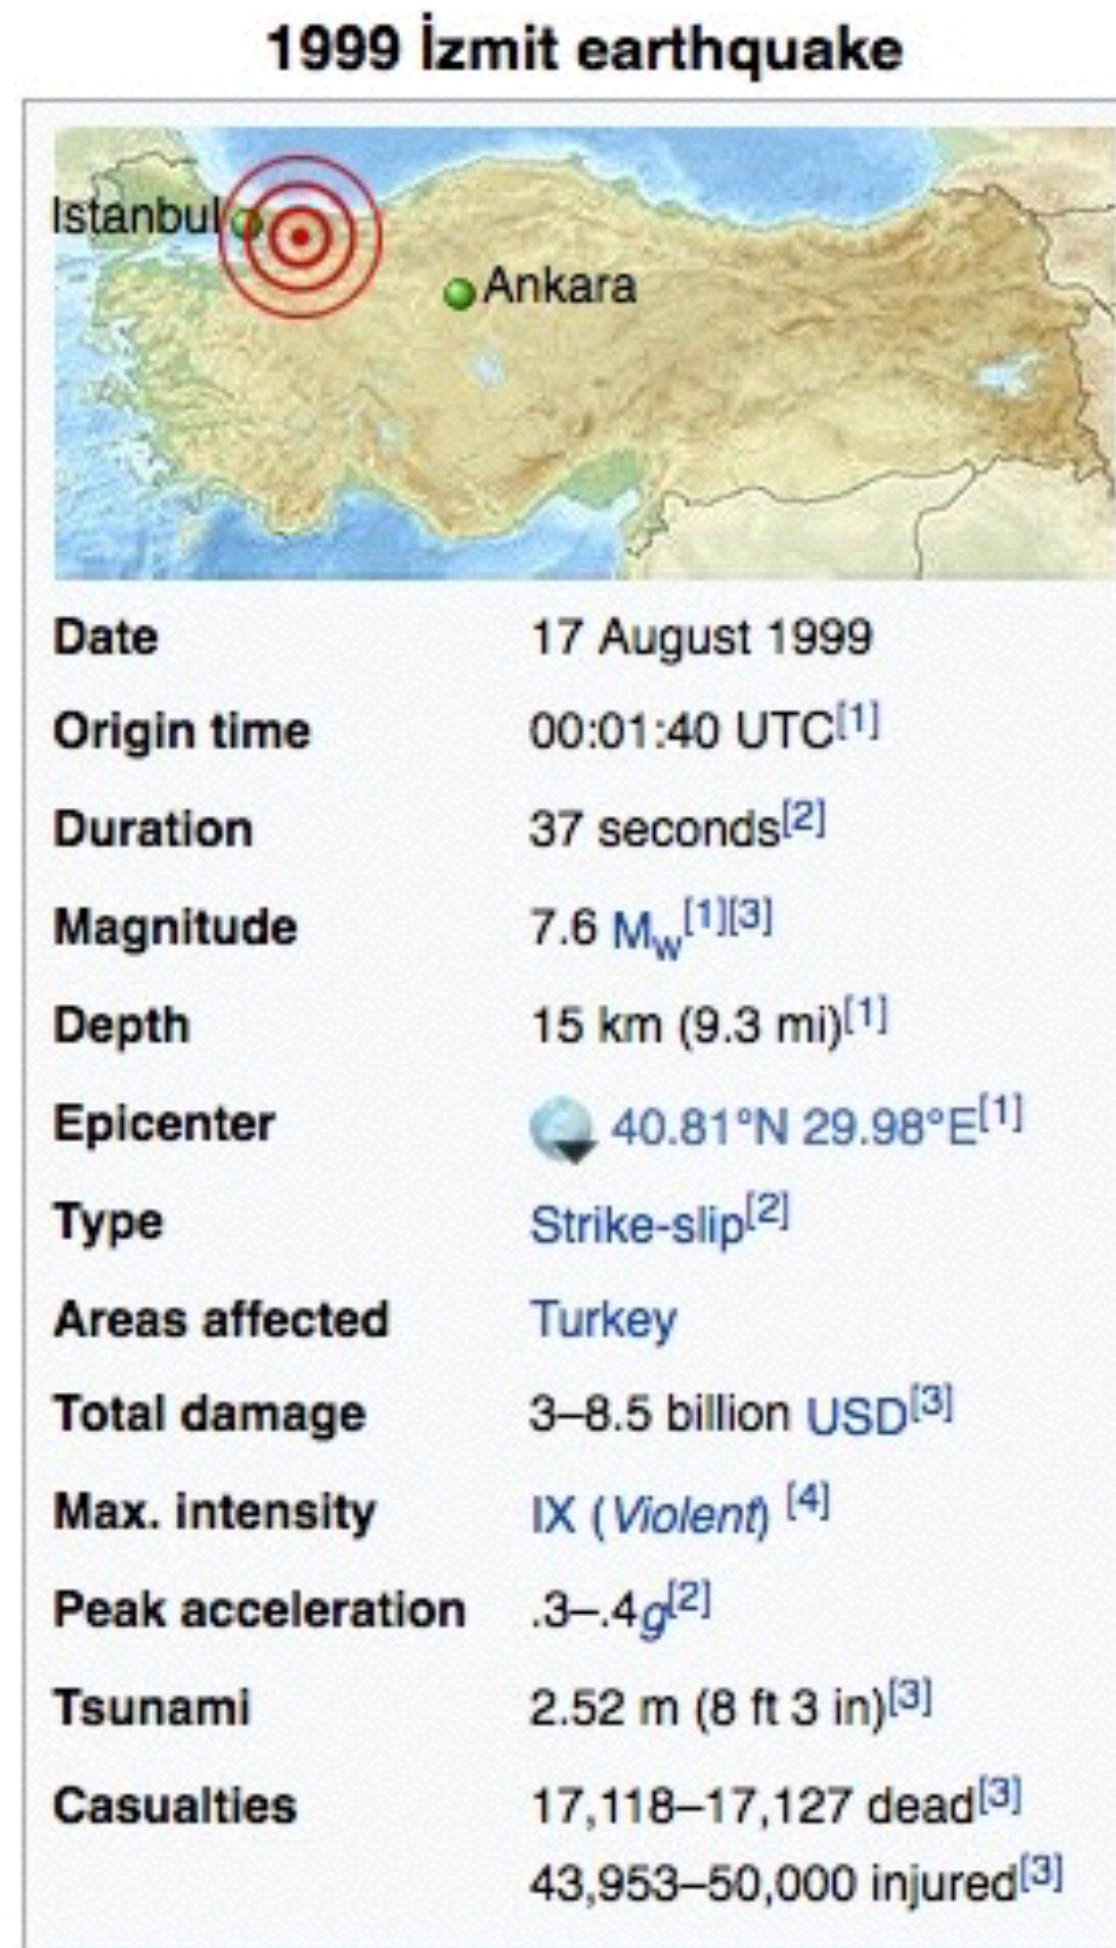 1999 İzmit earthquake
Istanbul
Ankara
Date 17 August 1999
Origin time 00:01:40 UTC[1]
Duration 37 seconds[2]
Magnitude 7.6 Mw[1][3]
Depth 15 km (9.3 mi)[1]
Epicenter 40.81°N 29.98°E[1]
Type Strike-slip[2]
Areas affected Turkey
Total damage 3–8.5 billion USD[3]
Max. intensity IX (Violent) [4]
Peak acceleration .3–.4g[2]
Tsunami 2.52 m (8 ft 3 in)[3]
Casualties 17,118–17,127 dead[3]
43,953–50,000 injured[3]